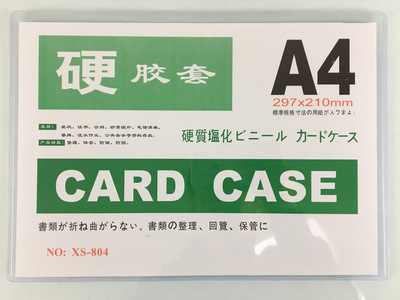 硬胶套
A4
297x210mm
標準規格寸法の用紙が入りまょ。
硬質塩化ビニール カードケース
CARD CASE
書類が折ね曲がらない。書類の整理、回覧、保管に
NO: XS-804